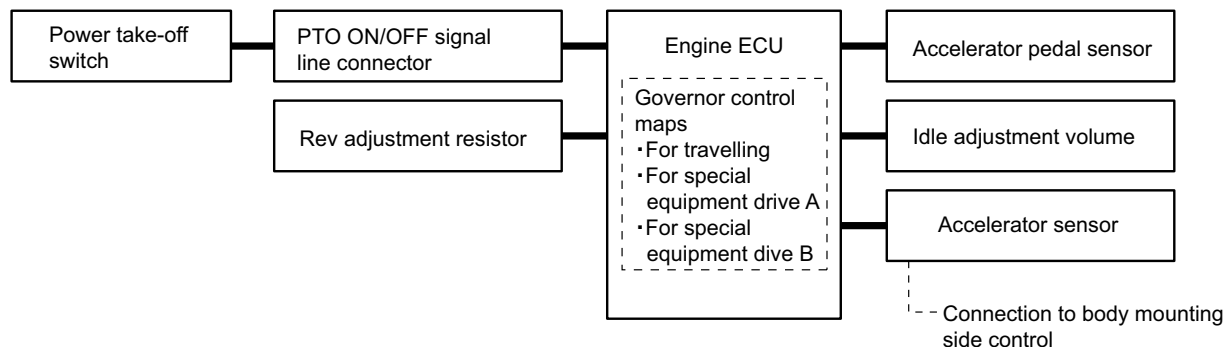 Power take-off
switch
PTO ON/OFF signal
line connector
Rev adjustment resistor
Engine ECU
Governor control
maps
・For travelling
・For special
equipment drive A
・For special
equipment dive B
Accelerator pedal sensor
Idle adjustment volume
Accelerator sensor
Connection to body mounting
side control